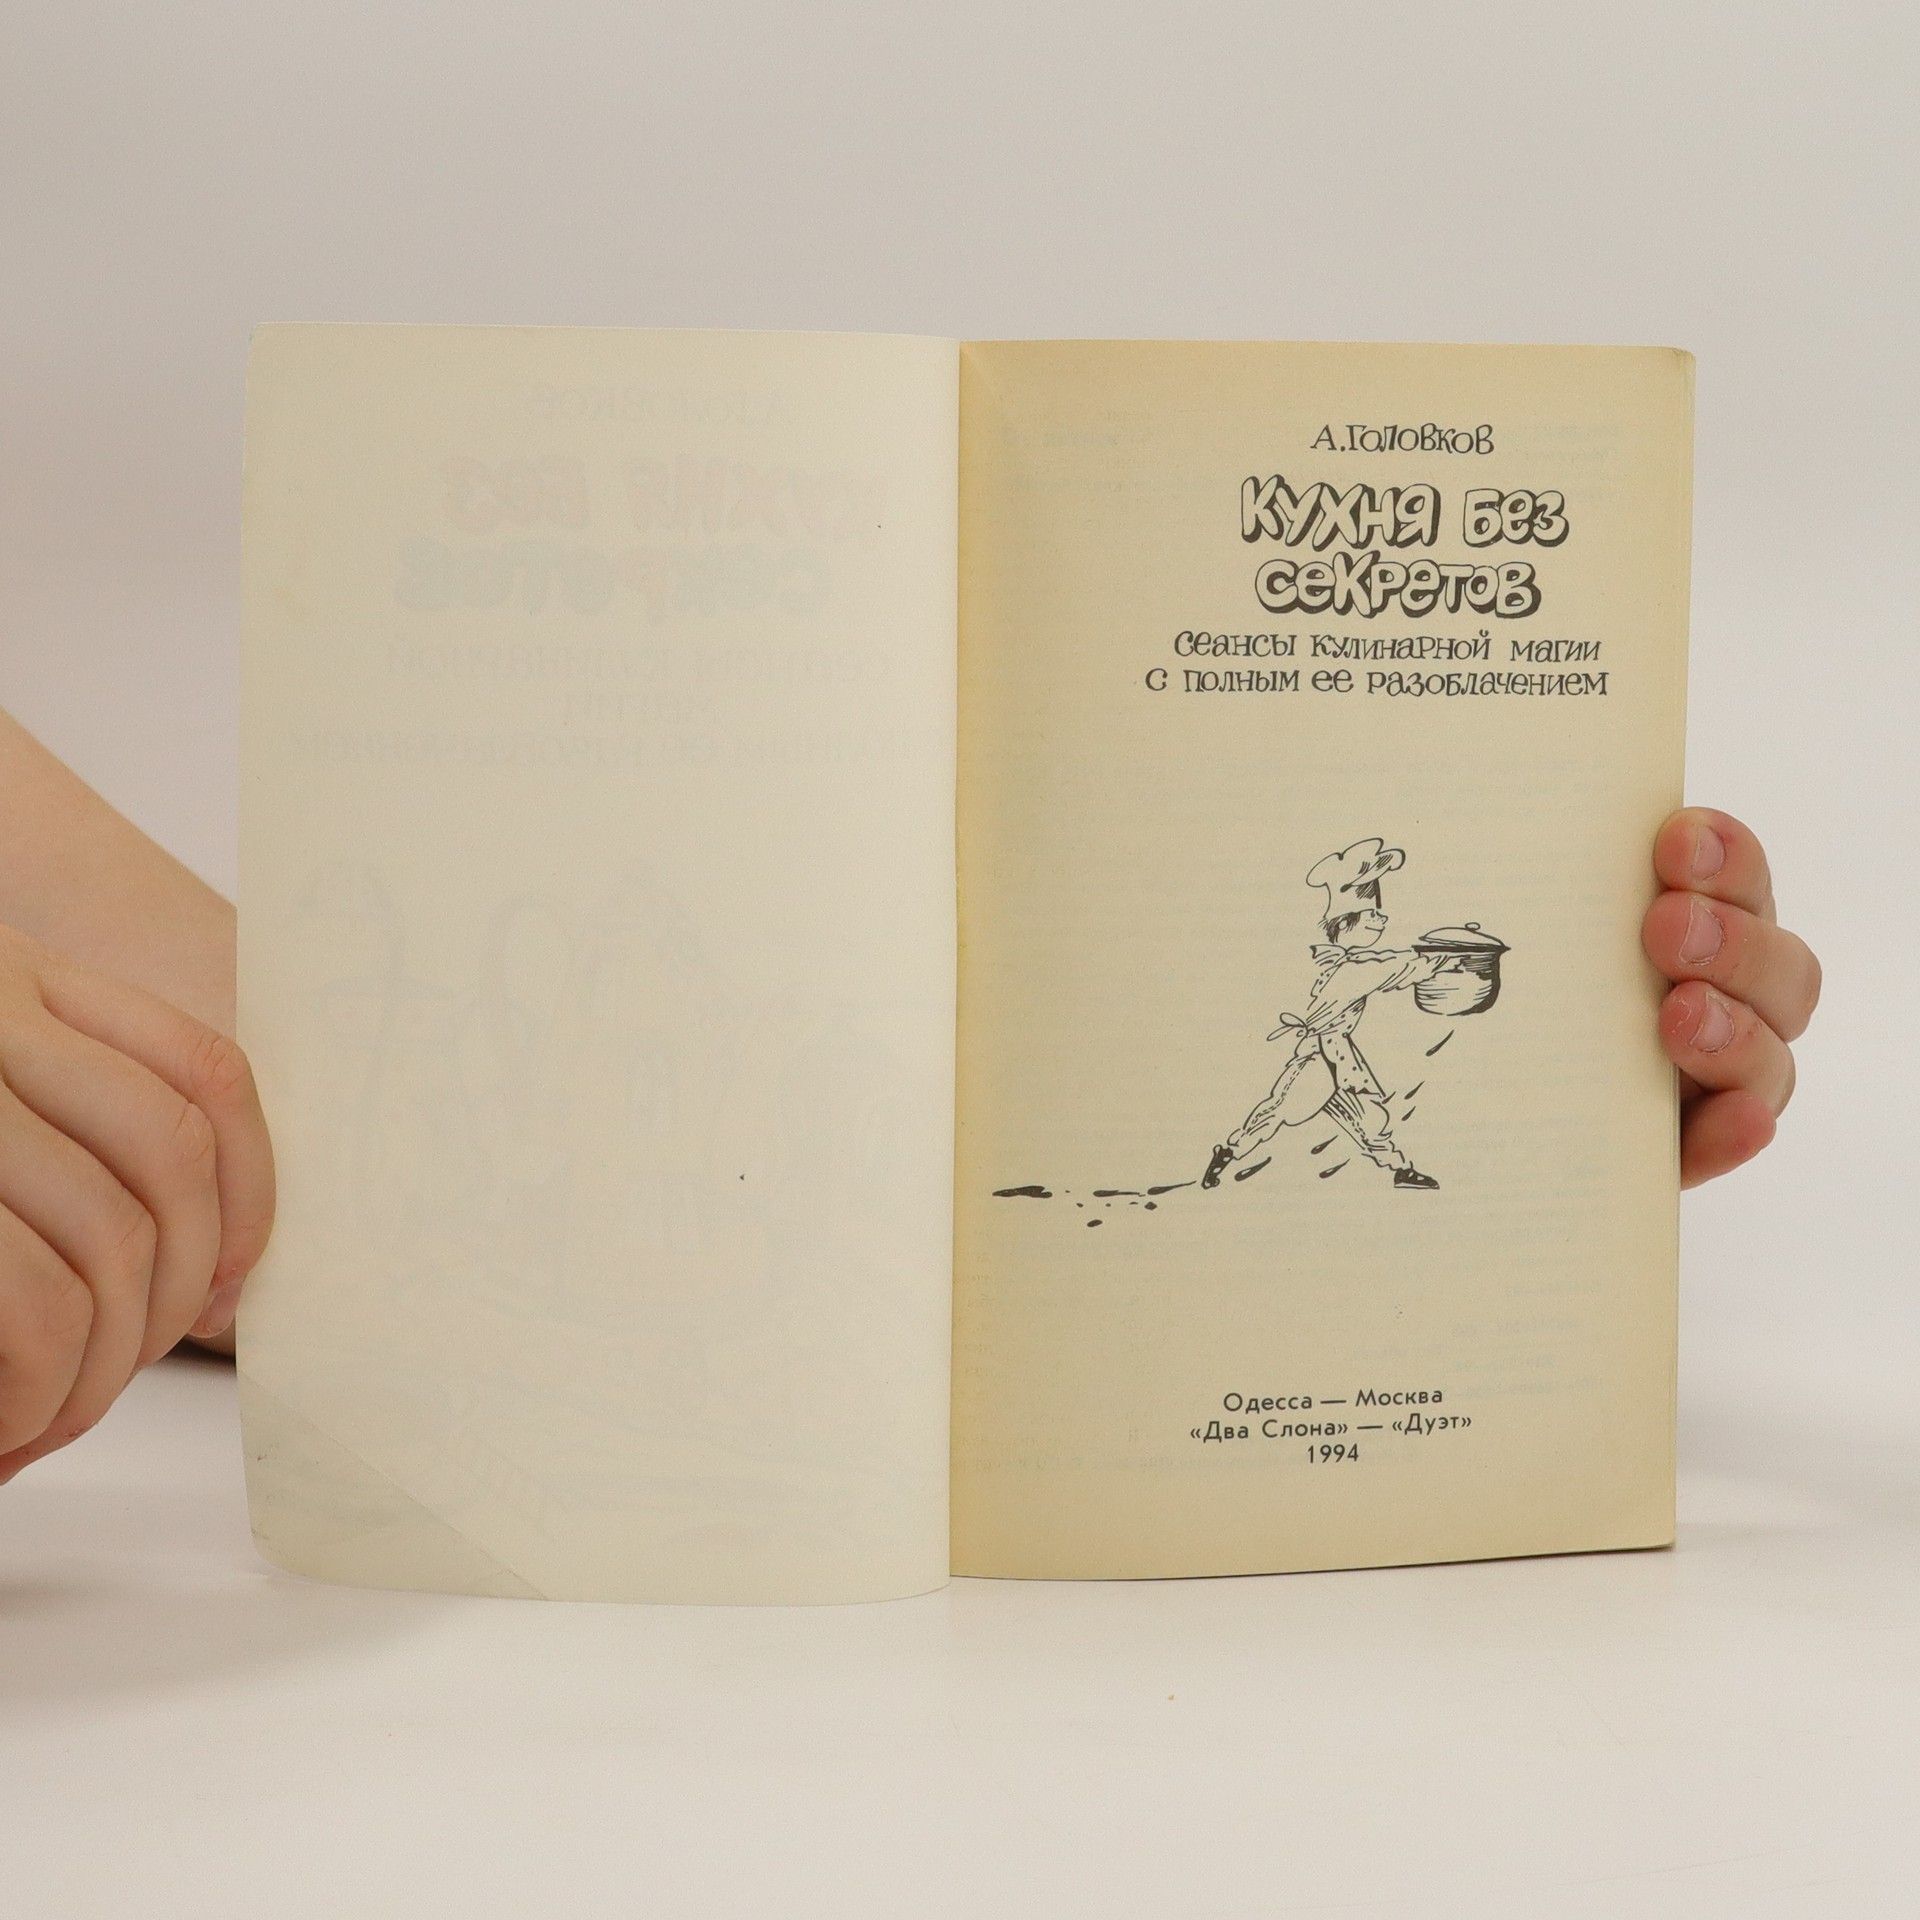 А. Головков
Кухня без
секретов
сеансы кулинарной магии
с полным ее разоблачением
Одесса — Москва
«Два Слона» — «Дуэт»
1994